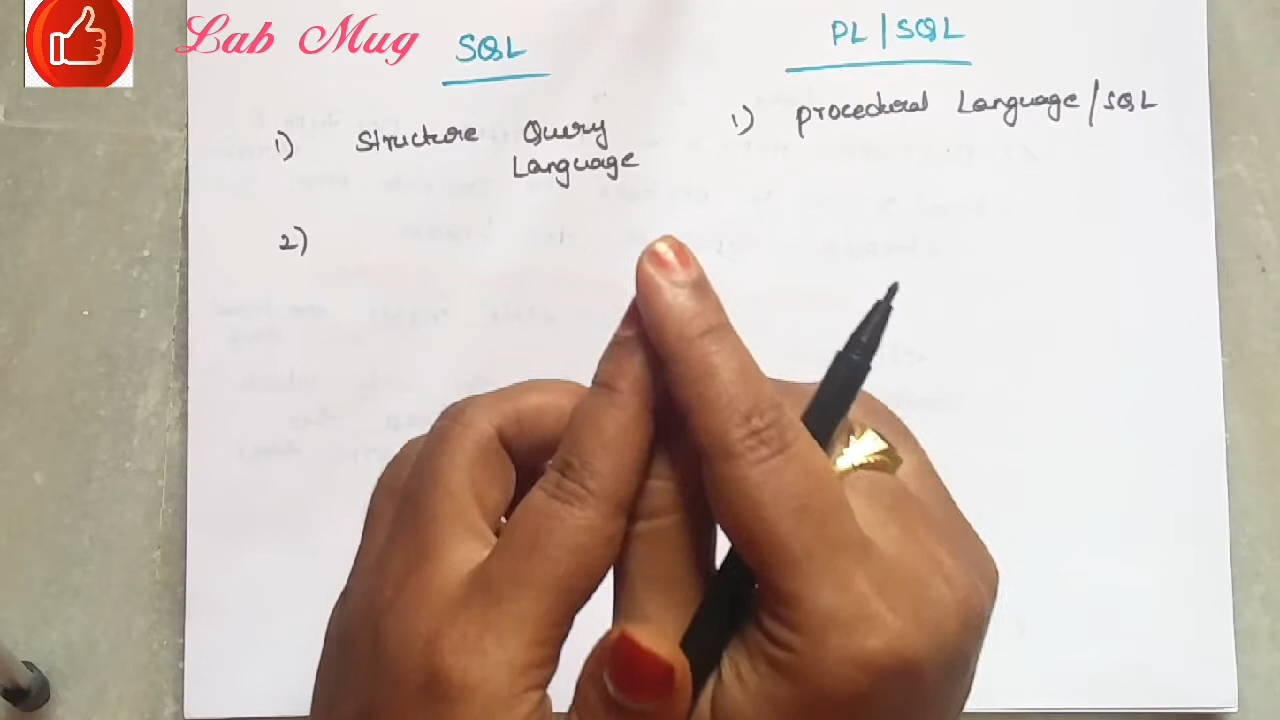 Lab Mug
SQL
PL/SQL
1) Structure Query
Language
1) Procedural Language/SQL
2)